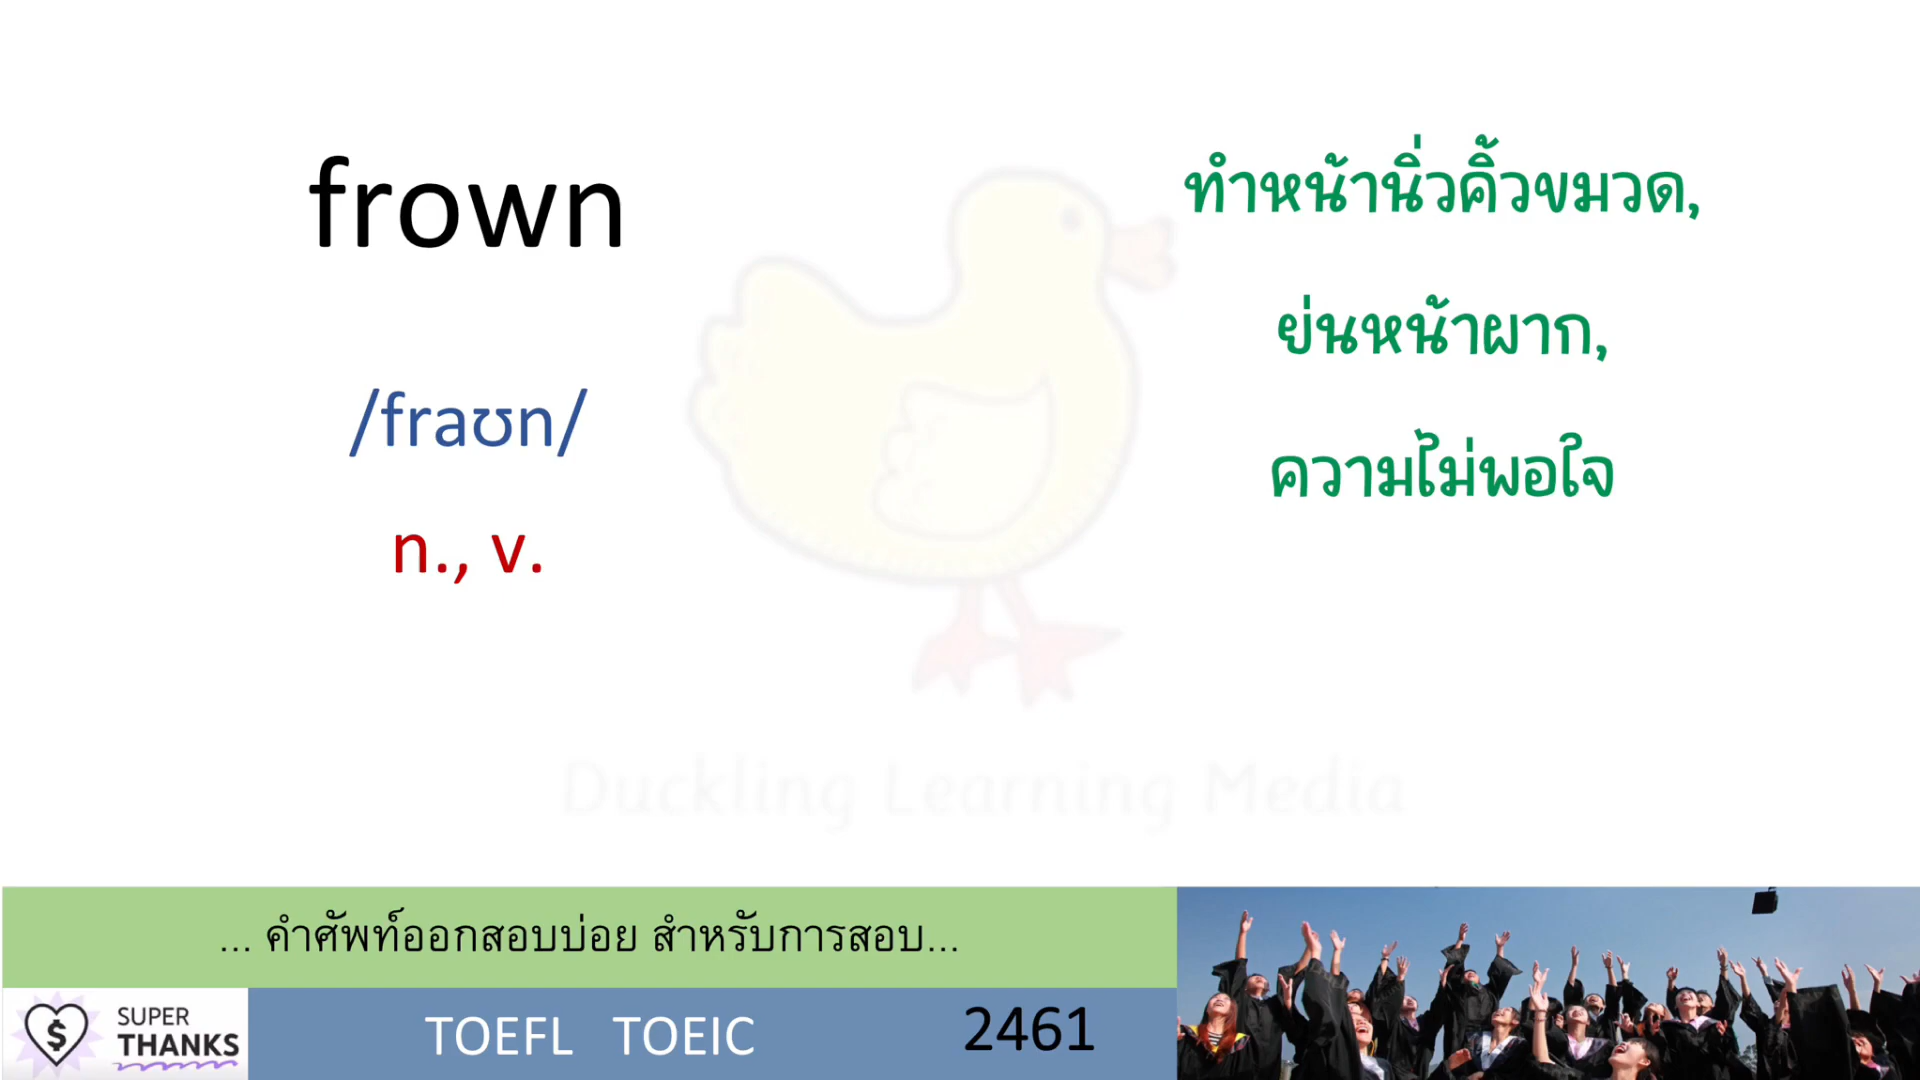 frown
/fraʊn/
n., v.
ทำหน้านิ่วคิ้วขมวด,
ย่นหน้าผาก,
ความไม่พอใจ
Duckling Learning Media
... คำศัพท์ออกสอบบ่อย สำหรับการสอบ...
$ SUPER
THANKS
TOEFL TOEIC 2461